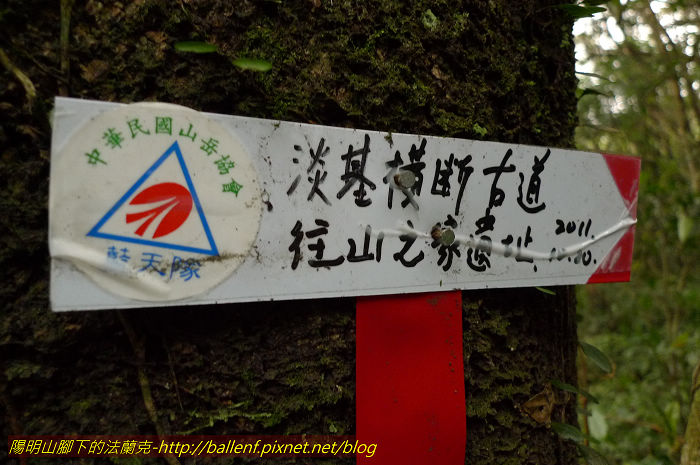 中華民國山岳協會
藍天隊
淡基橫斷古道
往山之家遺址
2011.
10.30.
陽明山腳下的法蘭克-http://ballenf.pixnet.net/blog